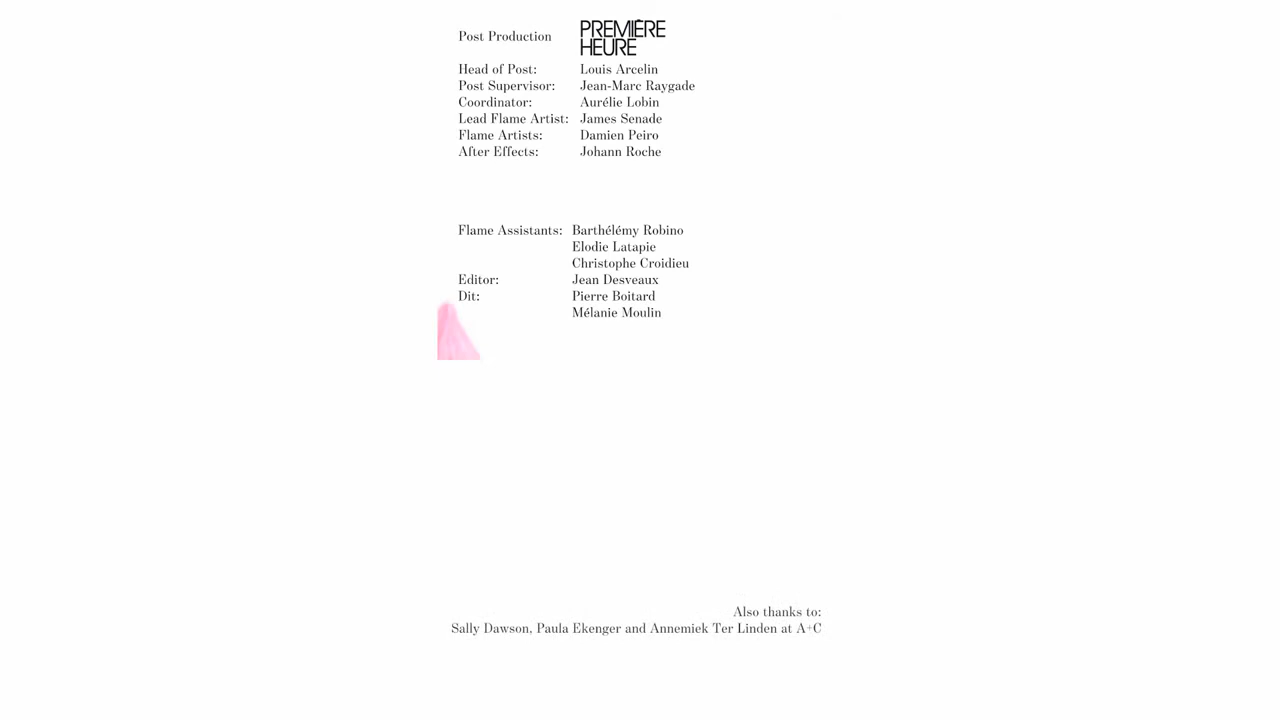 Post Production PREMIÈRE
HEURE
Head of Post: Louis Arcelin
Post Supervisor: Jean-Marc Raygade
Coordinator: Aurélie Lobin
Lead Flame Artist: James Senade
Flame Artists: Damien Peiro
After Effects: Johann Roche
Flame Assistants: Barthélémy Robino
Elodie Latapie
Christophe Croidieu
Editor: Jean Desveaux
Dit: Pierre Boitard
Mélanie Moulin
Also thanks to:
Sally Dawson, Paula Ekenger and Annemiek Ter Linden at A+C